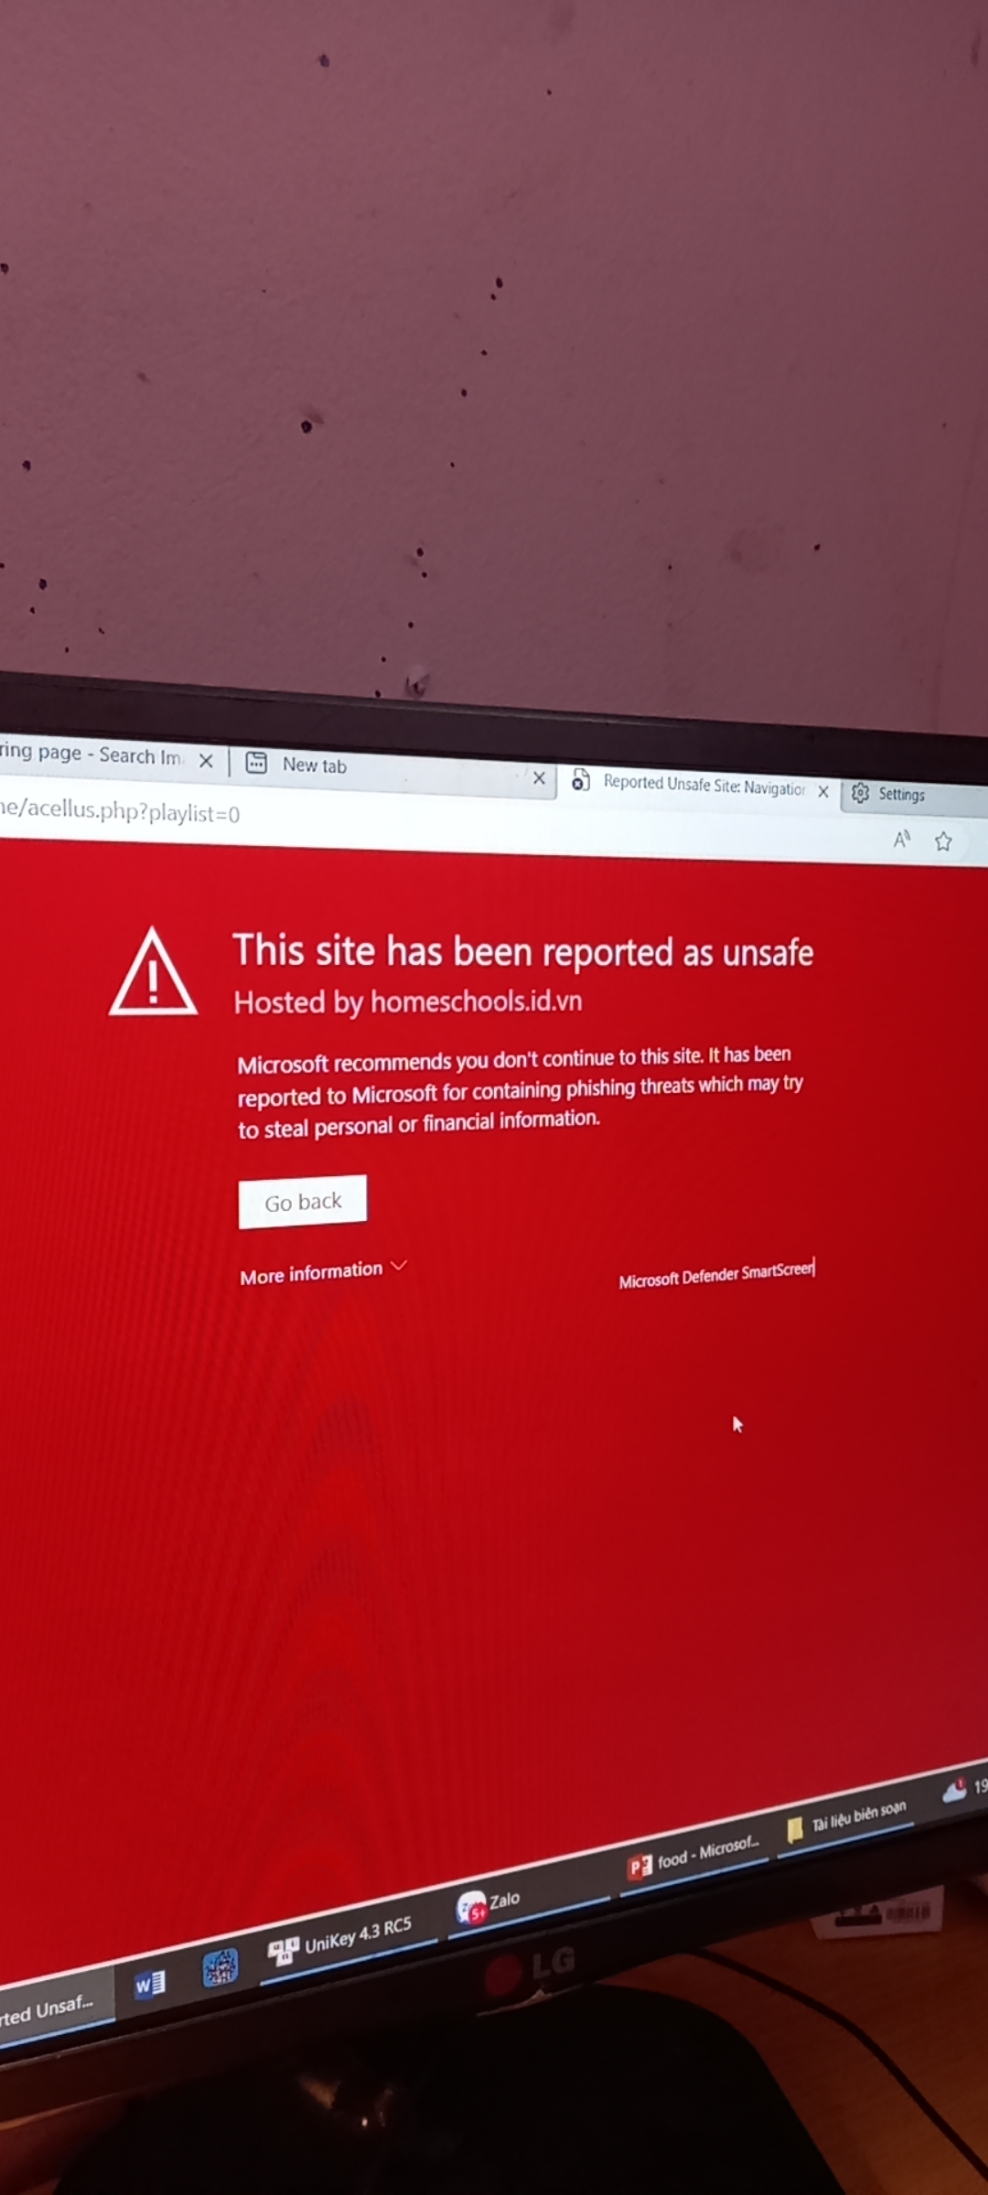 ring page - Search Im
New tab
Reported Unsafe Site: Navigation
Settings
ne/acellus.php?playlist=0
This site has been reported as unsafe
Hosted by homeschools.id.vn
Microsoft recommends you don't continue to this site. It has been
reported to Microsoft for containing phishing threats which may try
to steal personal or financial information.
Go back
More information
Microsoft Defender SmartScreen
rted Unsaf...
UniKey 4.3 RC5
Zalo
5+
food - Microsof...
Tài liệu biên soạn
19
LG